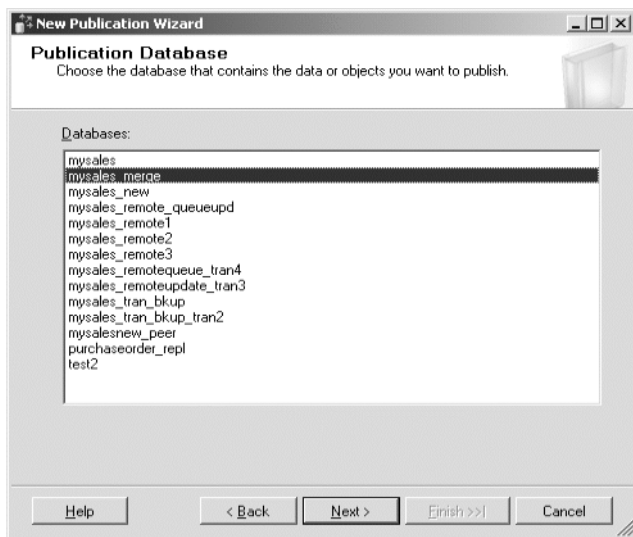 New Publication Wizard
Publication Database
Choose the database that contains the data or objects you want to publish.
Databases:
mysales
mysales_merge
mysales_new
mysales_remote_queueupd
mysales_remote1
mysales_remote2
mysales_remote3
mysales_remotequeue_tran4
mysales_remoteupdate_tran3
mysales_tran_bkup
mysales_tran_bkup_tran2
mysalesnew_peer
purchaseorder_repl
test2
Help < Back Next > Finish >>| Cancel